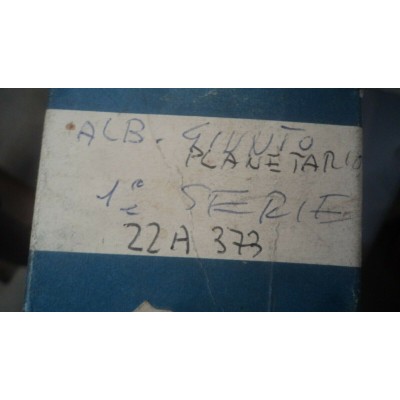 ALB. GIUNTO
PLANETARIO
1ª SERIE
22A 373